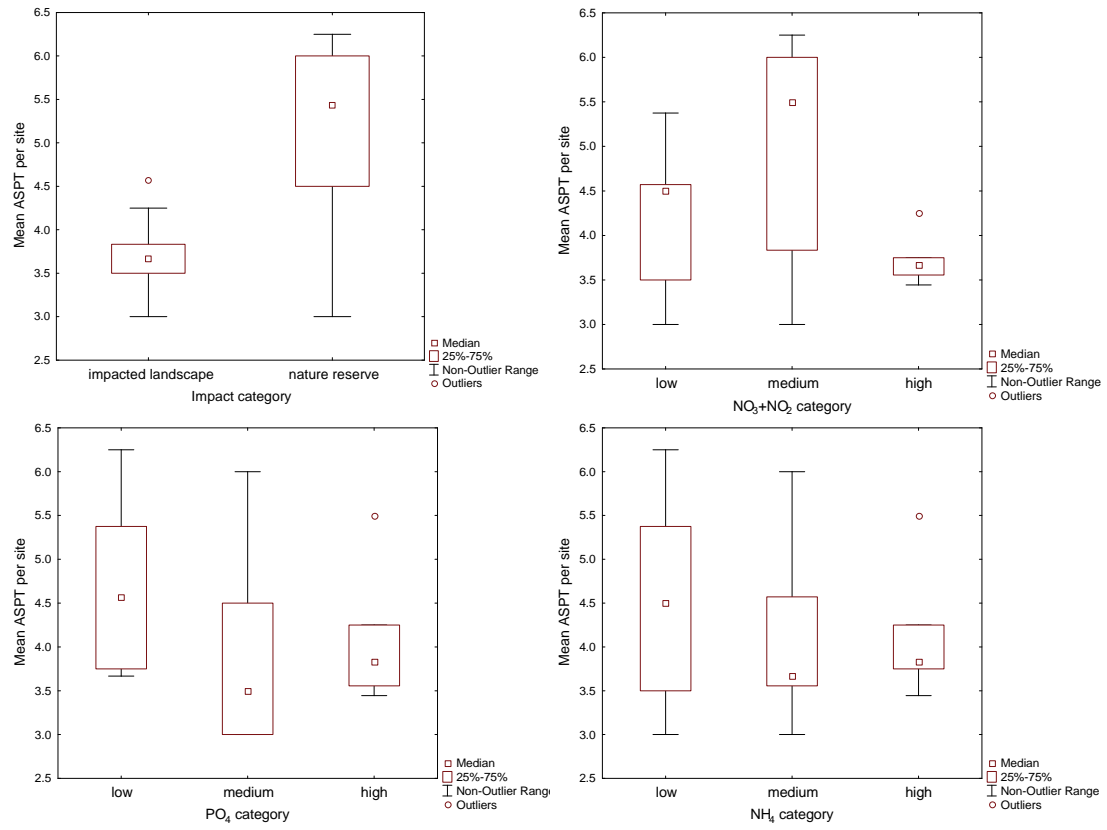 6.5
6.0
5.5
5.0
4.5
4.0
3.5
3.0
2.5
Mean ASPT per site
impacted landscape nature reserve
Impact category
Median
25%-75%
Non-Outlier Range
Outliers
6.5
6.0
5.5
5.0
4.5
4.0
3.5
3.0
2.5
Mean ASPT per site
low medium high
NO₃+NO₂ category
Median
25%-75%
Non-Outlier Range
Outliers
6.5
6.0
5.5
5.0
4.5
4.0
3.5
3.0
2.5
Mean ASPT per site
low medium high
PO₄ category
Median
25%-75%
Non-Outlier Range
Outliers
6.5
6.0
5.5
5.0
4.5
4.0
3.5
3.0
2.5
Mean ASPT per site
low medium high
NH₄ category
Median
25%-75%
Non-Outlier Range
Outliers